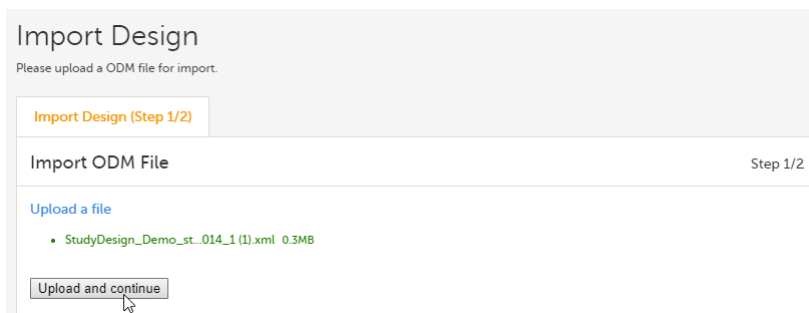 Import Design
Please upload a ODM file for import.
Import Design (Step 1/2)
Import ODM File
Step 1/2
Upload a file
StudyDesign_Demo_st...014_1 (1).xml 0.3MB
Upload and continue